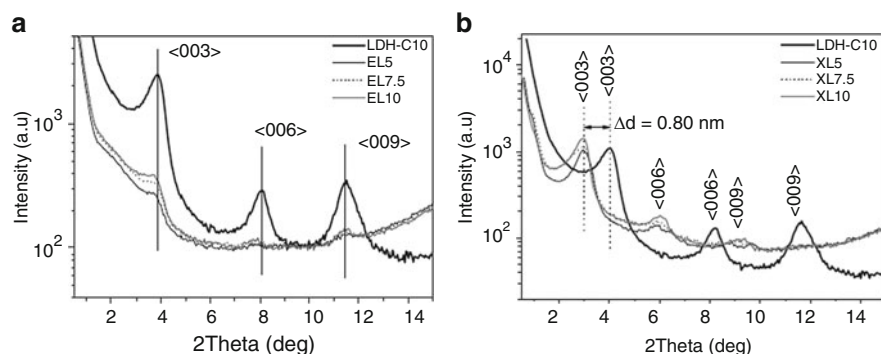 a
<003>
<006>
<009>
LDH-C10
EL5
EL7.5
EL10
10³
10²
Intensity (a.u)
2 4 6 8 10 12 14
2Theta (deg)
b
<003>
<003>
LDH-C10
XL5
XL7.5
XL10
Δd = 0.80 nm
<006>
<006>
<009>
<009>
10⁴
10³
10²
Intensity (a.u)
2 4 6 8 10 12 14
2Theta (deg)